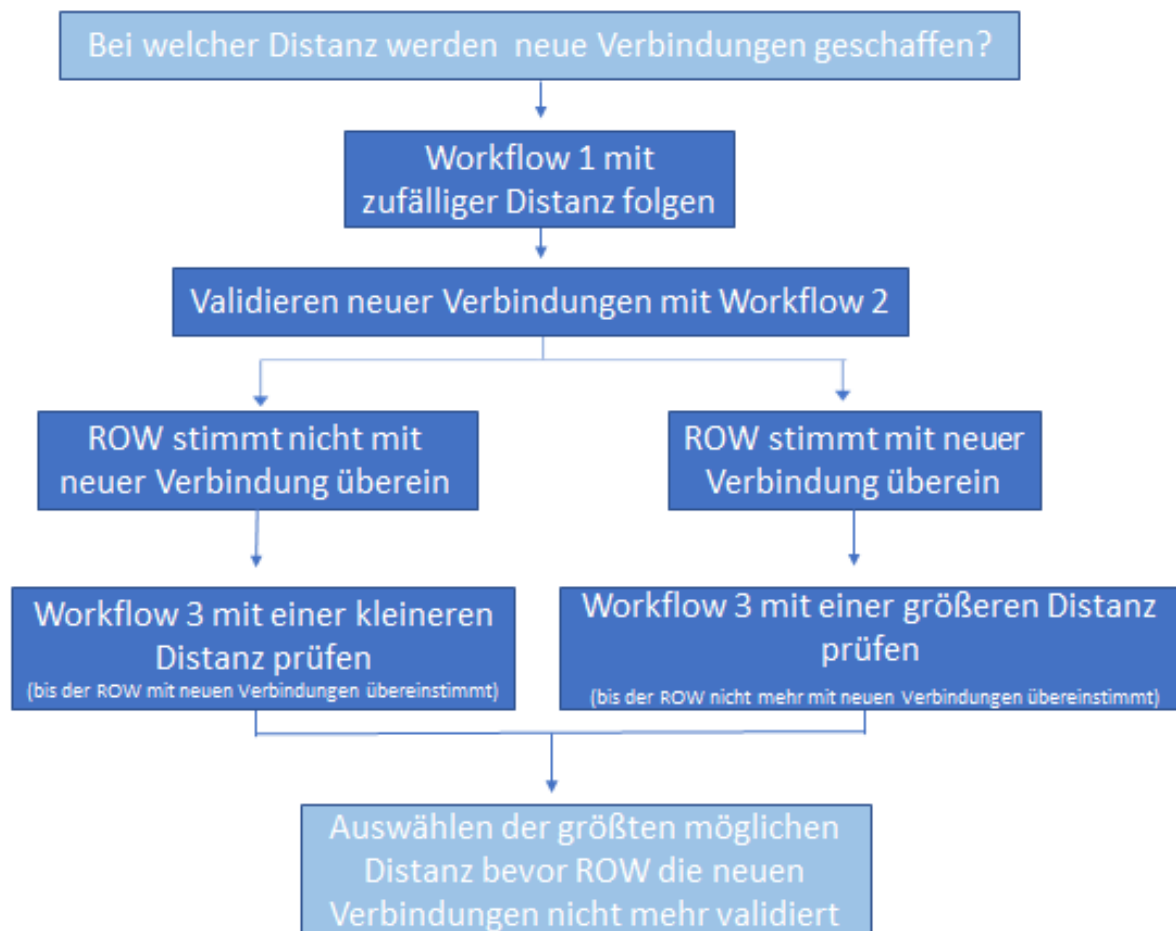 Bei welcher Distanz werden neue Verbindungen geschaffen?
Workflow 1 mit
zufälliger Distanz folgen
Validieren neuer Verbindungen mit Workflow 2
ROW stimmt nicht mit
neuer Verbindung überein
ROW stimmt mit neuer
Verbindung überein
Workflow 3 mit einer kleineren
Distanz prüfen
(bis der ROW mit neuen Verbindungen übereinstimmt)
Workflow 3 mit einer größeren Distanz
prüfen
(bis der ROW nicht mehr mit neuen Verbindungen übereinstimmt)
Auswählen der größten möglichen
Distanz bevor ROW die neuen
Verbindungen nicht mehr validiert